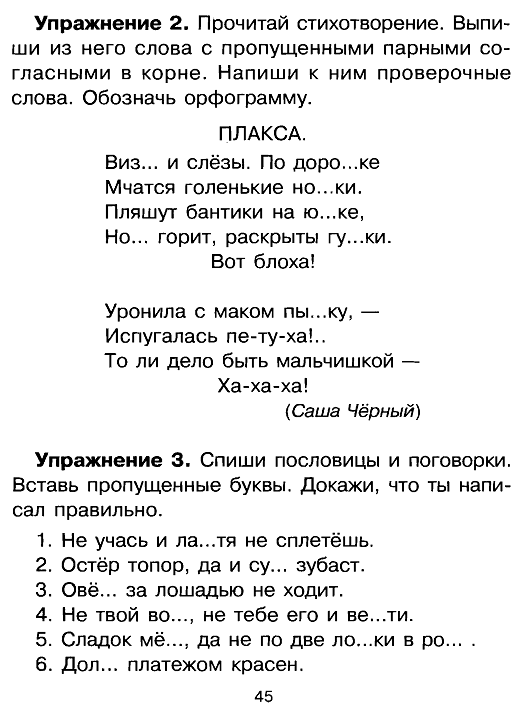 Упражнение 2. Прочитай стихотворение. Выпи-
ши из него слова с пропущенными парными со-
гласными в корне. Напиши к ним проверочные
слова. Обозначь орфограмму.
ПЛАКСА.
Виз... и слёзы. По доро...ке
Мчатся голенькие но...ки.
Пляшут бантики на ю...ке,
Но... горит, раскрыты гу...ки.
Вот блоха!
Уронила с маком пы...ку, —
Испугалась пе-ту-ха!..
То ли дело быть мальчишкой —
Ха-ха-ха!
(Саша Чёрный)
Упражнение 3. Спиши пословицы и поговорки.
Вставь пропущенные буквы. Докажи, что ты напи-
сал правильно.
1. Не учась и ла...тя не сплетёшь.
2. Остёр топор, да и су... зубаст.
3. Овё... за лошадью не ходит.
4. Не твой во..., не тебе его и ве...ти.
5. Сладок мё..., да не по две ло...ки в ро... .
6. Дол... платежом красен.
45